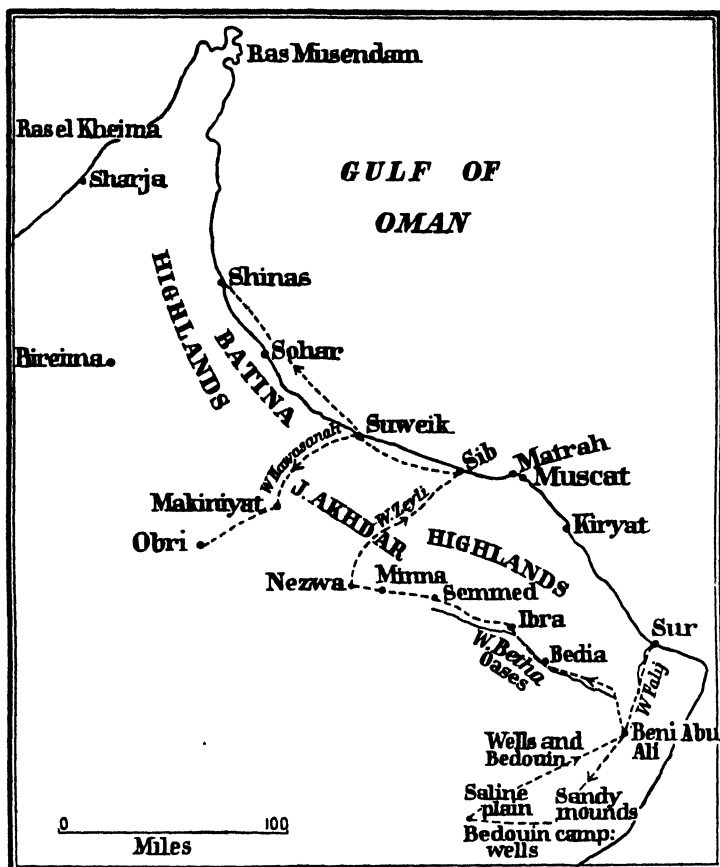 Ras Musendam
Ras el Kheima
Sharja
GULF OF
OMAN
Shinas
HIGHLANDS
BATINA
Bireima
Sohar
Suweik
W. Hawasanah
Sib
Matrah
Muscat
Makiniyat
J. AKHDAR
W. Zeyli
Kiryat
Obri
HIGHLANDS
Nezwa
Minna
Semmed
Ibra
Sur
W. Betha
Oases
Bedia
W Falij
Beni Abu
Ali
Wells and
Bedouin
Saline
plain
Sandy
mounds
Bedouin camp:
wells
0 100
Miles